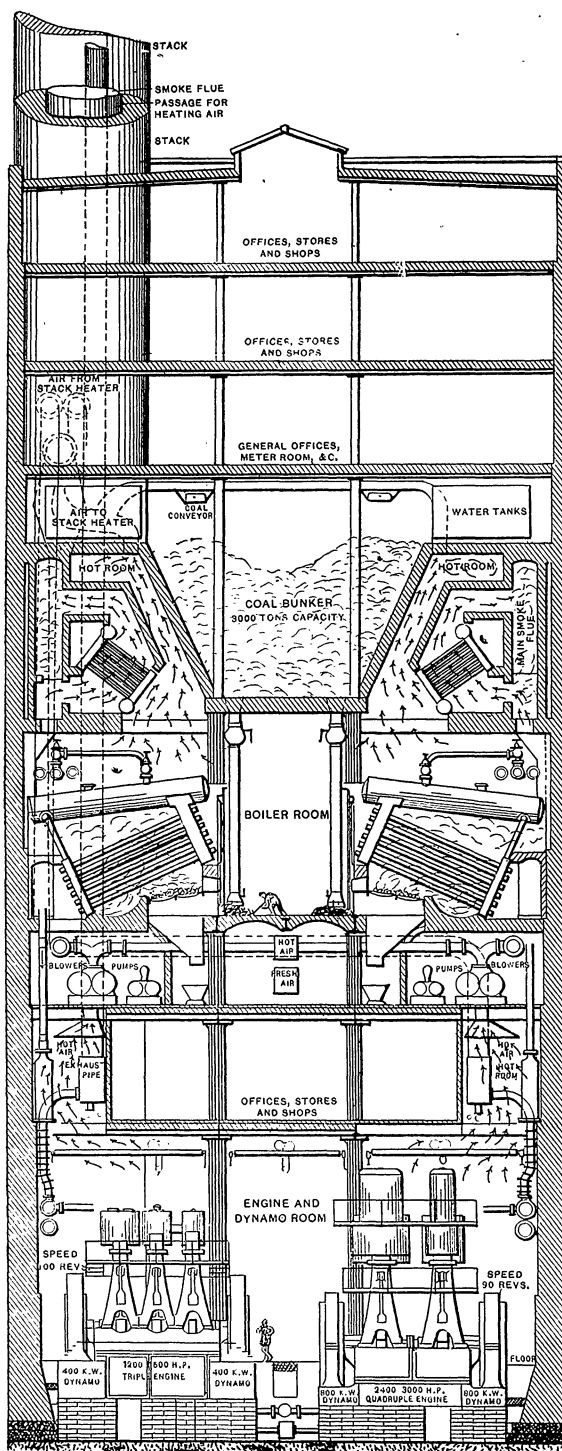 STACK
SMOKE FLUE
PASSAGE FOR
HEATING AIR
STACK
OFFICES, STORES
AND SHOPS
OFFICES, STORES
AND SHOPS
AIR FROM
STACK HEATER
GENERAL OFFICES,
METER ROOM, &C.
AIR TO
STACK HEATER
COAL
CONVEYOR
WATER TANKS
HOT ROOM
HOT ROOM
COAL BUNKER
3000 TONS CAPACITY
MAIN SMOKE
FLUE
BOILER ROOM
HOT
AIR
BLOWERS
PUMPS
FRESH
AIR
PUMPS
BLOWERS
HOT
AIR
EXHAUS
PIPE
HOT
AIR
HOT
ROOM
OFFICES, STORES
AND SHOPS
ENGINE AND
DYNAMO ROOM
SPEED
00 REVS.
SPEED
90 REVS.
FLOOR
400 K.W.
DYNAMO
1200 600 H.P.
TRIPLE ENGINE
400 K.W.
DYNAMO
800 K.W.
DYNAMO
2400 3000 H.P.
QUADRUPLE ENGINE
800 K.W.
DYNAMO